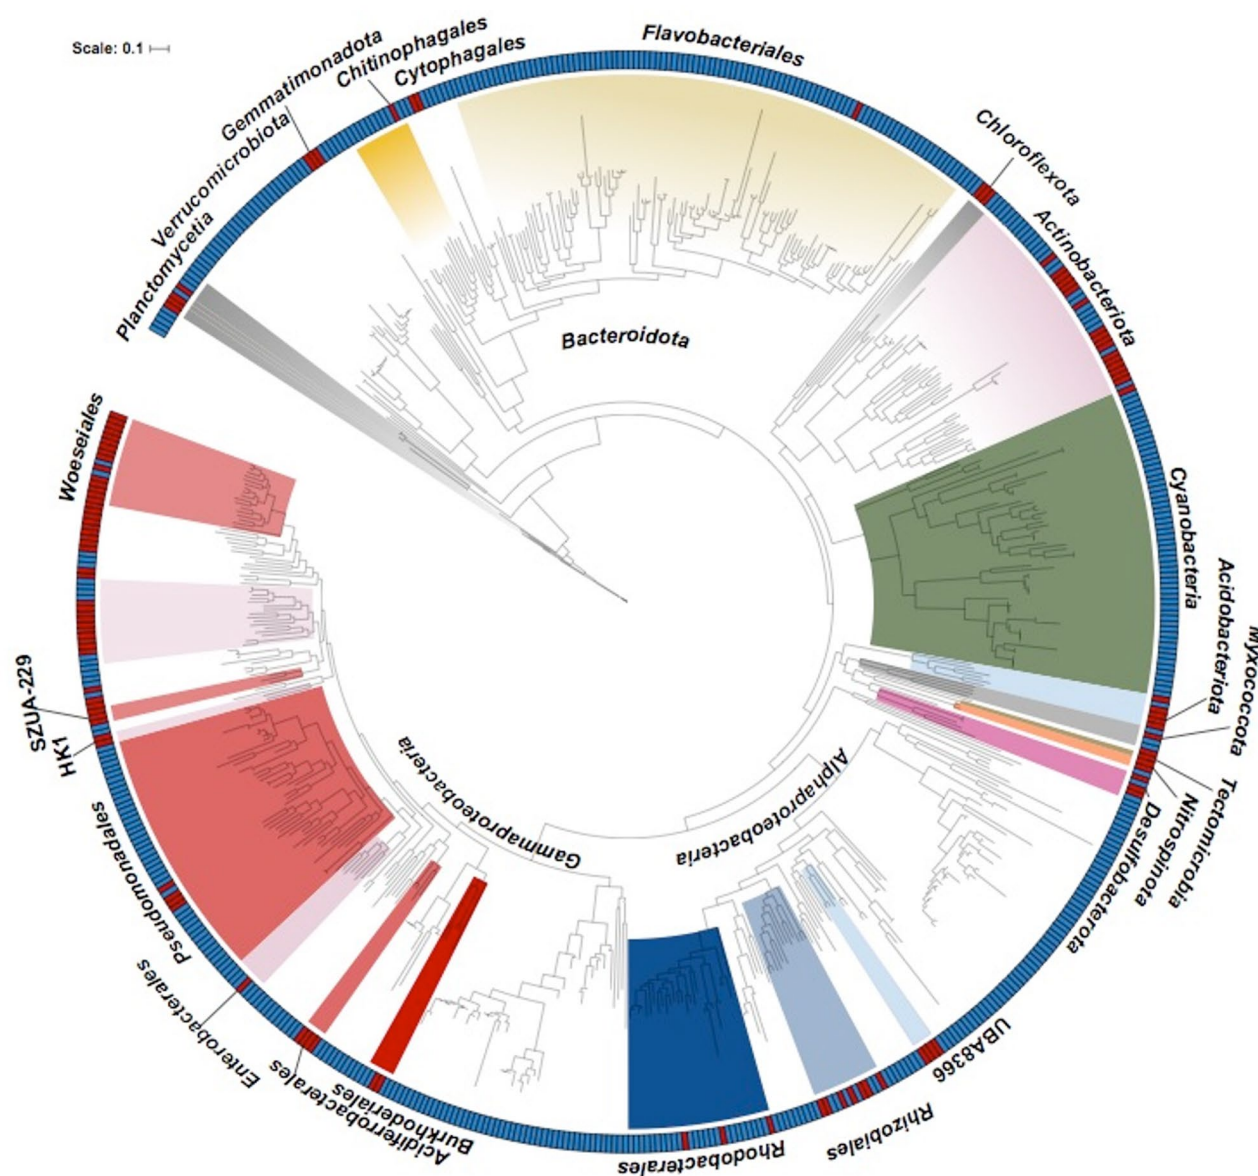 Scale: 0.1
Planctomycetia
Verrucomicrobiota
Gemmatimonadota
Chitinophagales
Cytophagales
Flavobacteriales
Chloroflexota
Actinobacteriota
Cyanobacteria
Acidobacteriota
Myxococcota
Tectomicrobia
Nitrospinota
Desulfobacterota
UBA8366
Rhizobiales
Rhodobacterales
Burkhoderiales
Acidiferrobacterales
Enterobacterales
Pseudomonadales
HK1
SZUA-229
Woeseiales
Bacteroidota
Alphaproteobacteria
Gammaproteobacteria